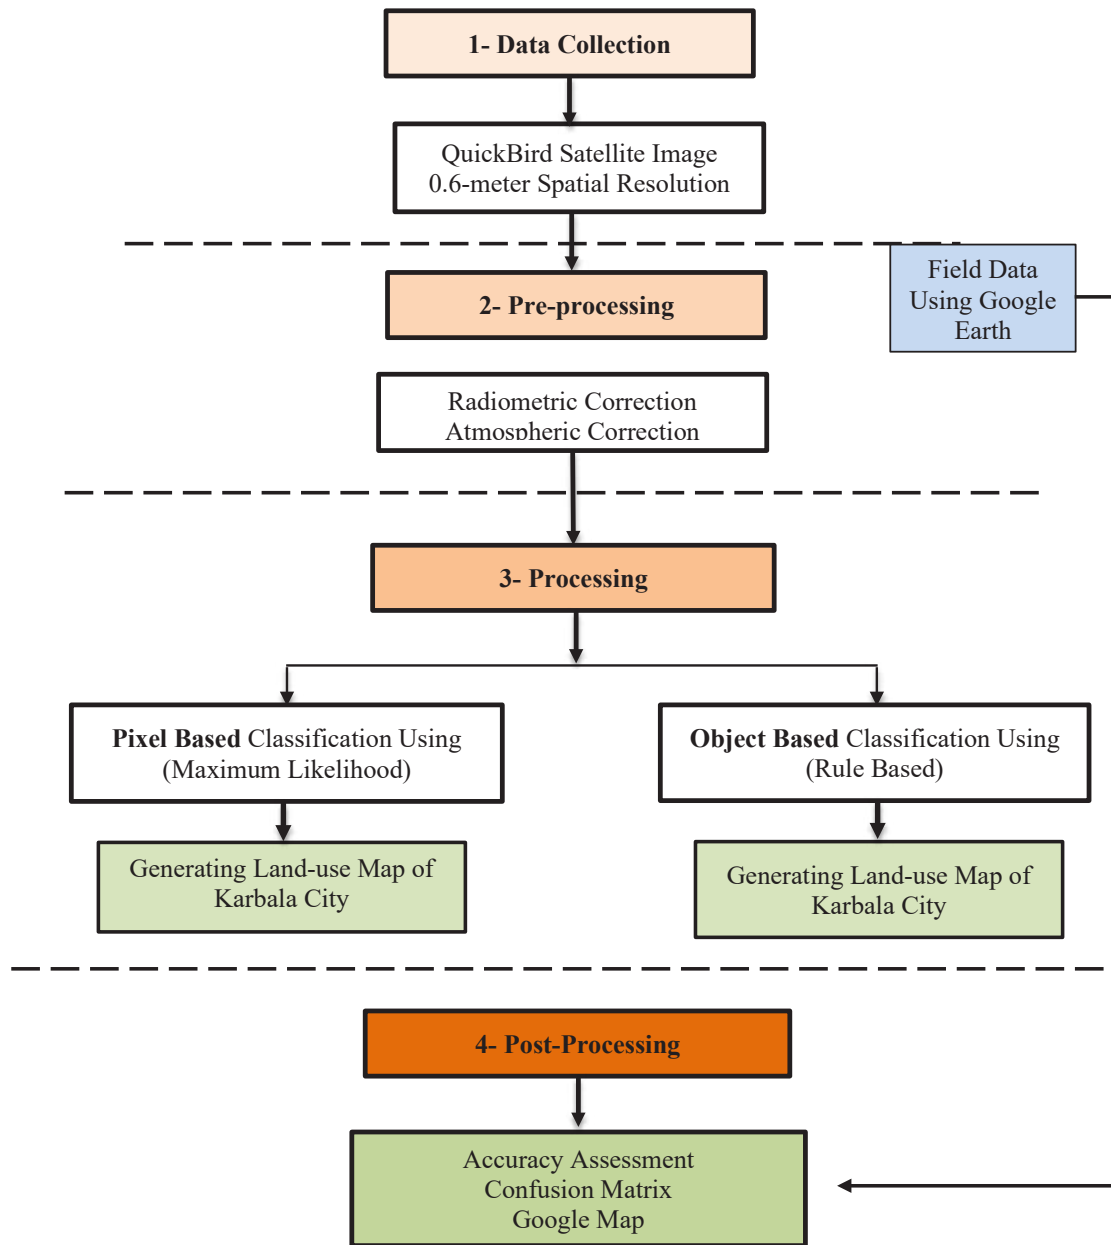 1- Data Collection
QuickBird Satellite Image
0.6-meter Spatial Resolution
Field Data
Using Google
Earth
2- Pre-processing
Radiometric Correction
Atmospheric Correction
3- Processing
Pixel Based Classification Using
(Maximum Likelihood)
Object Based Classification Using
(Rule Based)
Generating Land-use Map of
Karbala City
Generating Land-use Map of
Karbala City
4- Post-Processing
Accuracy Assessment
Confusion Matrix
Google Map